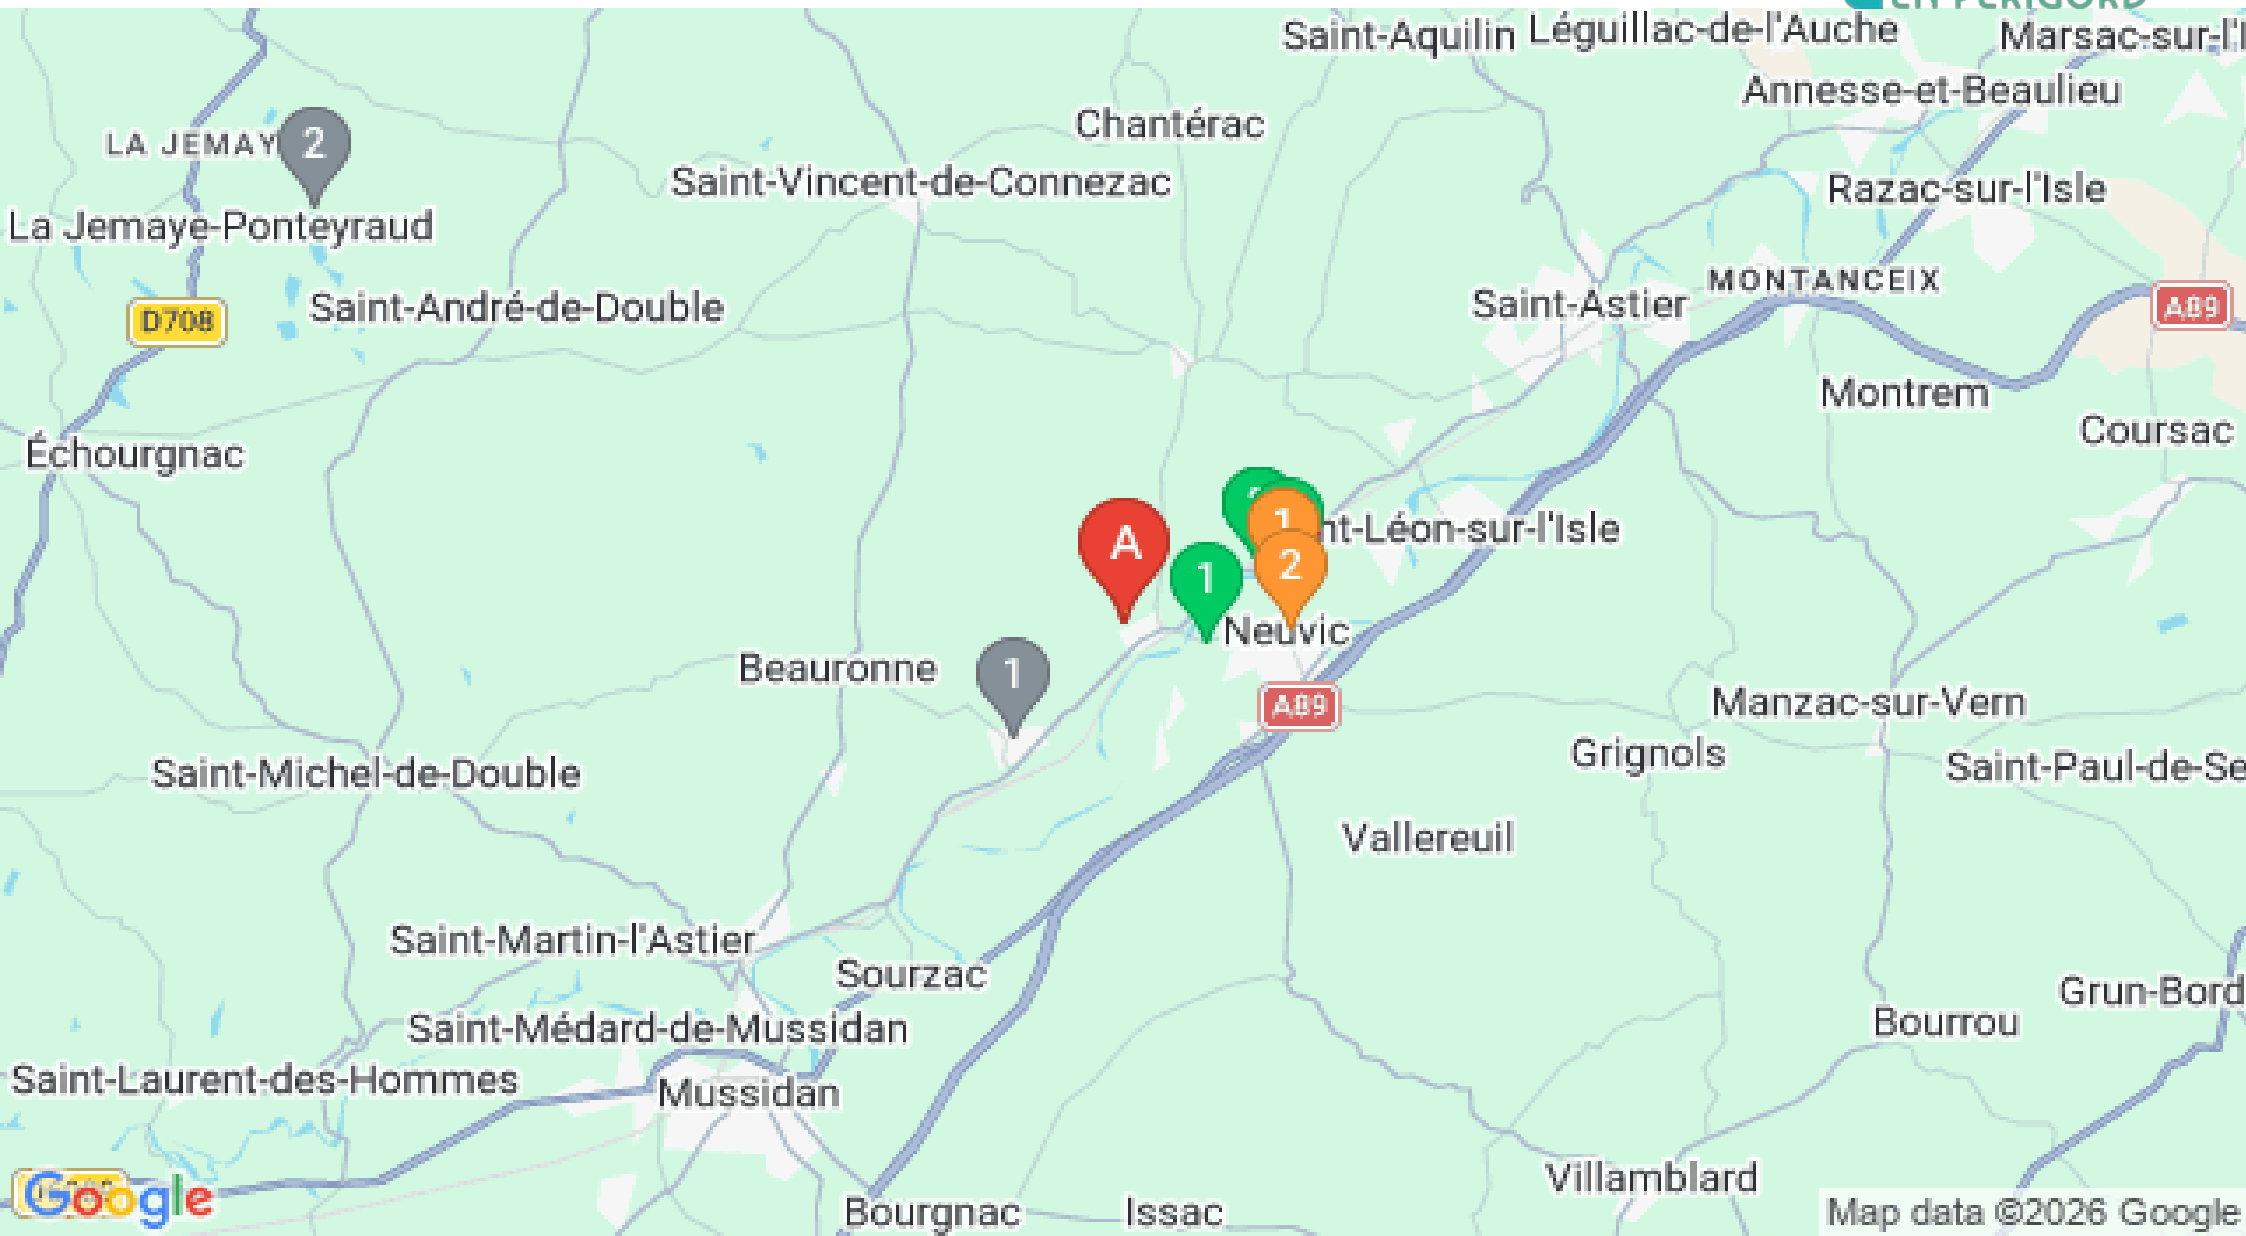 EN PÉRIGORD
Saint-Aquilin
Léguillac-de-l'Auche
Marsac-sur-l'I
Annesse-et-Beaulieu
Chantérac
LA JEMAY
2
Saint-Vincent-de-Connezac
Razac-sur-l'Isle
La Jemaye-Ponteyraud
MONTANCEIX
Saint-André-de-Double
D708
Saint-Astier
A89
Montrem
Coursac
Échourgnac
1
nt-Léon-sur-l'Isle
A
2
1
Neuvic
Beauronne
1
A89
Manzac-sur-Vern
Grignols
Saint-Michel-de-Double
Saint-Paul-de-Se
Vallereuil
Saint-Martin-l'Astier
Sourzac
Grun-Bord
Saint-Médard-de-Mussidan
Bourrou
Saint-Laurent-des-Hommes
Mussidan
Villamblard
Google
Bourgnac
Issac
Map data ©2026 Google